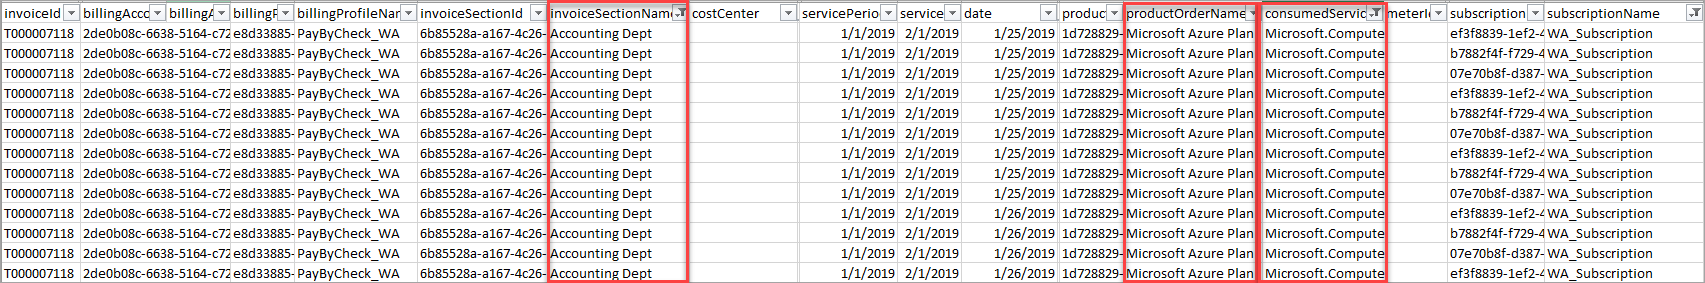 invoiceId billingAcco billingA billingP billingProfileNar invoiceSectionId invoiceSectionName costCenter servicePerio service date product productOrderName consumedServic meterId subscription subscriptionName
T000007118 2de0b08c-6638-5164-c72 e8d33885- PayByCheck_WA 6b85528a-a167-4c26- Accounting Dept 1/1/2019 2/1/2019 1/25/2019 1d728829- Microsoft Azure Plan Microsoft.Compute ef3f8839-1ef2-4 WA_Subscription
T000007118 2de0b08c-6638-5164-c72 e8d33885- PayByCheck_WA 6b85528a-a167-4c26- Accounting Dept 1/1/2019 2/1/2019 1/25/2019 1d728829- Microsoft Azure Plan Microsoft.Compute b7882f4f-f729-4 WA_Subscription
T000007118 2de0b08c-6638-5164-c72 e8d33885- PayByCheck_WA 6b85528a-a167-4c26- Accounting Dept 1/1/2019 2/1/2019 1/25/2019 1d728829- Microsoft Azure Plan Microsoft.Compute 07e70b8f-d387- WA_Subscription
T000007118 2de0b08c-6638-5164-c72 e8d33885- PayByCheck_WA 6b85528a-a167-4c26- Accounting Dept 1/1/2019 2/1/2019 1/25/2019 1d728829- Microsoft Azure Plan Microsoft.Compute ef3f8839-1ef2-4 WA_Subscription
T000007118 2de0b08c-6638-5164-c72 e8d33885- PayByCheck_WA 6b85528a-a167-4c26- Accounting Dept 1/1/2019 2/1/2019 1/25/2019 1d728829- Microsoft Azure Plan Microsoft.Compute b7882f4f-f729-4 WA_Subscription
T000007118 2de0b08c-6638-5164-c72 e8d33885- PayByCheck_WA 6b85528a-a167-4c26- Accounting Dept 1/1/2019 2/1/2019 1/25/2019 1d728829- Microsoft Azure Plan Microsoft.Compute 07e70b8f-d387- WA_Subscription
T000007118 2de0b08c-6638-5164-c72 e8d33885- PayByCheck_WA 6b85528a-a167-4c26- Accounting Dept 1/1/2019 2/1/2019 1/25/2019 1d728829- Microsoft Azure Plan Microsoft.Compute ef3f8839-1ef2-4 WA_Subscription
T000007118 2de0b08c-6638-5164-c72 e8d33885- PayByCheck_WA 6b85528a-a167-4c26- Accounting Dept 1/1/2019 2/1/2019 1/25/2019 1d728829- Microsoft Azure Plan Microsoft.Compute b7882f4f-f729-4 WA_Subscription
T000007118 2de0b08c-6638-5164-c72 e8d33885- PayByCheck_WA 6b85528a-a167-4c26- Accounting Dept 1/1/2019 2/1/2019 1/25/2019 1d728829- Microsoft Azure Plan Microsoft.Compute 07e70b8f-d387- WA_Subscription
T000007118 2de0b08c-6638-5164-c72 e8d33885- PayByCheck_WA 6b85528a-a167-4c26- Accounting Dept 1/1/2019 2/1/2019 1/26/2019 1d728829- Microsoft Azure Plan Microsoft.Compute ef3f8839-1ef2-4 WA_Subscription
T000007118 2de0b08c-6638-5164-c72 e8d33885- PayByCheck_WA 6b85528a-a167-4c26- Accounting Dept 1/1/2019 2/1/2019 1/26/2019 1d728829- Microsoft Azure Plan Microsoft.Compute b7882f4f-f729-4 WA_Subscription
T000007118 2de0b08c-6638-5164-c72 e8d33885- PayByCheck_WA 6b85528a-a167-4c26- Accounting Dept 1/1/2019 2/1/2019 1/26/2019 1d728829- Microsoft Azure Plan Microsoft.Compute 07e70b8f-d387- WA_Subscription
T000007118 2de0b08c-6638-5164-c72 e8d33885- PayByCheck_WA 6b85528a-a167-4c26- Accounting Dept 1/1/2019 2/1/2019 1/26/2019 1d728829- Microsoft Azure Plan Microsoft.Compute ef3f8839-1ef2-4 WA_Subscription